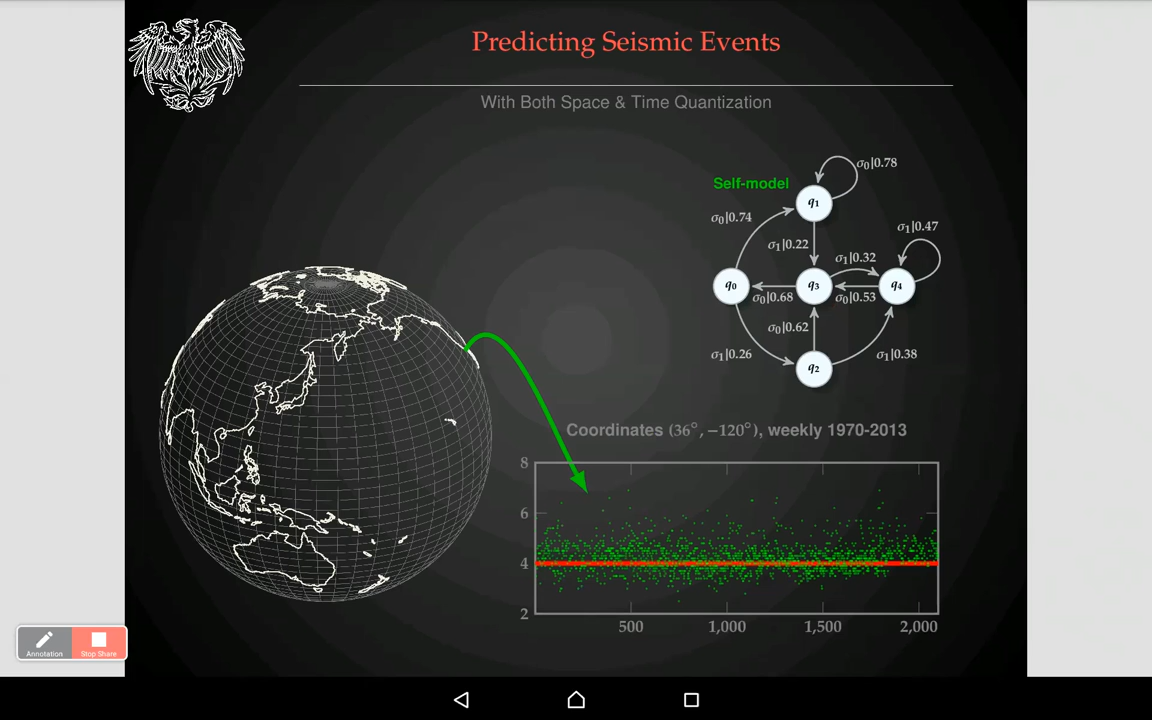 Predicting Seismic Events
With Both Space & Time Quantization
Self-model
σ₀|0.78
q₁
σ₀|0.74
σ₁|0.22
σ₁|0.32
σ₁|0.47
q₀
σ₀|0.68
q₃
σ₀|0.53
q₄
σ₀|0.62
σ₁|0.26
σ₁|0.38
q₂
Coordinates (36°, −120°), weekly 1970-2013
8
6
4
2
500 1,000 1,500 2,000
Annotation
Stop Share